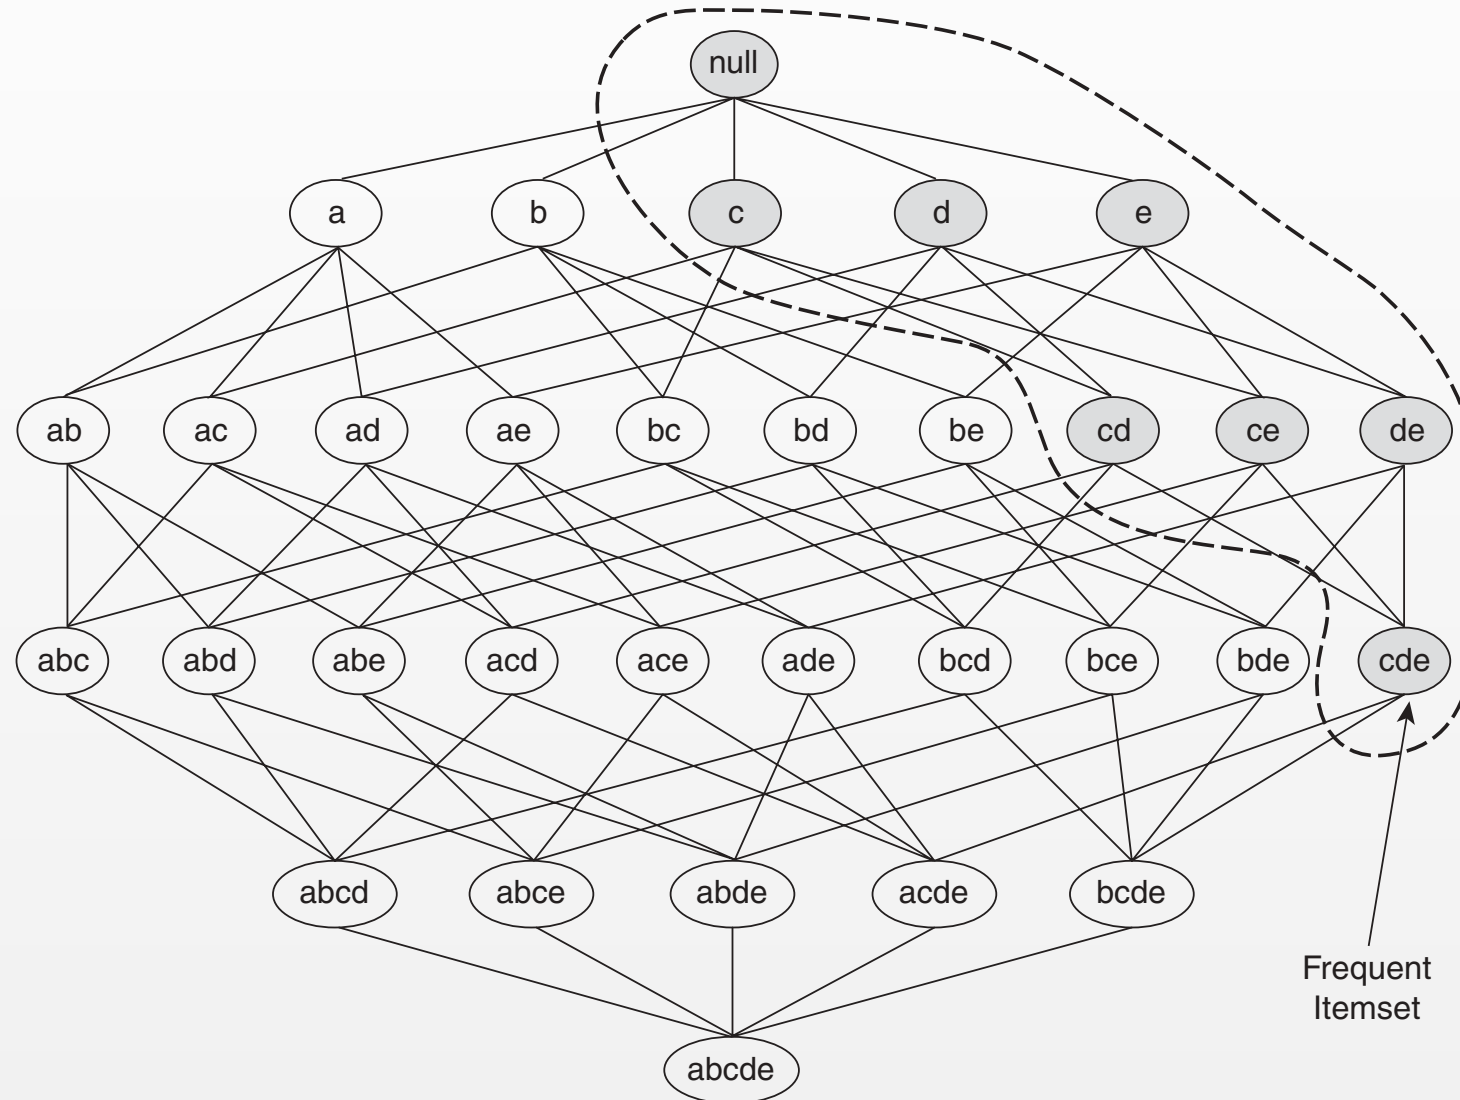 null
a b c d e
ab ac ad ae bc bd be cd ce de
abc abd abe acd ace ade bcd bce bde cde
abcd abce abde acde bcde
Frequent
Itemset
abcde